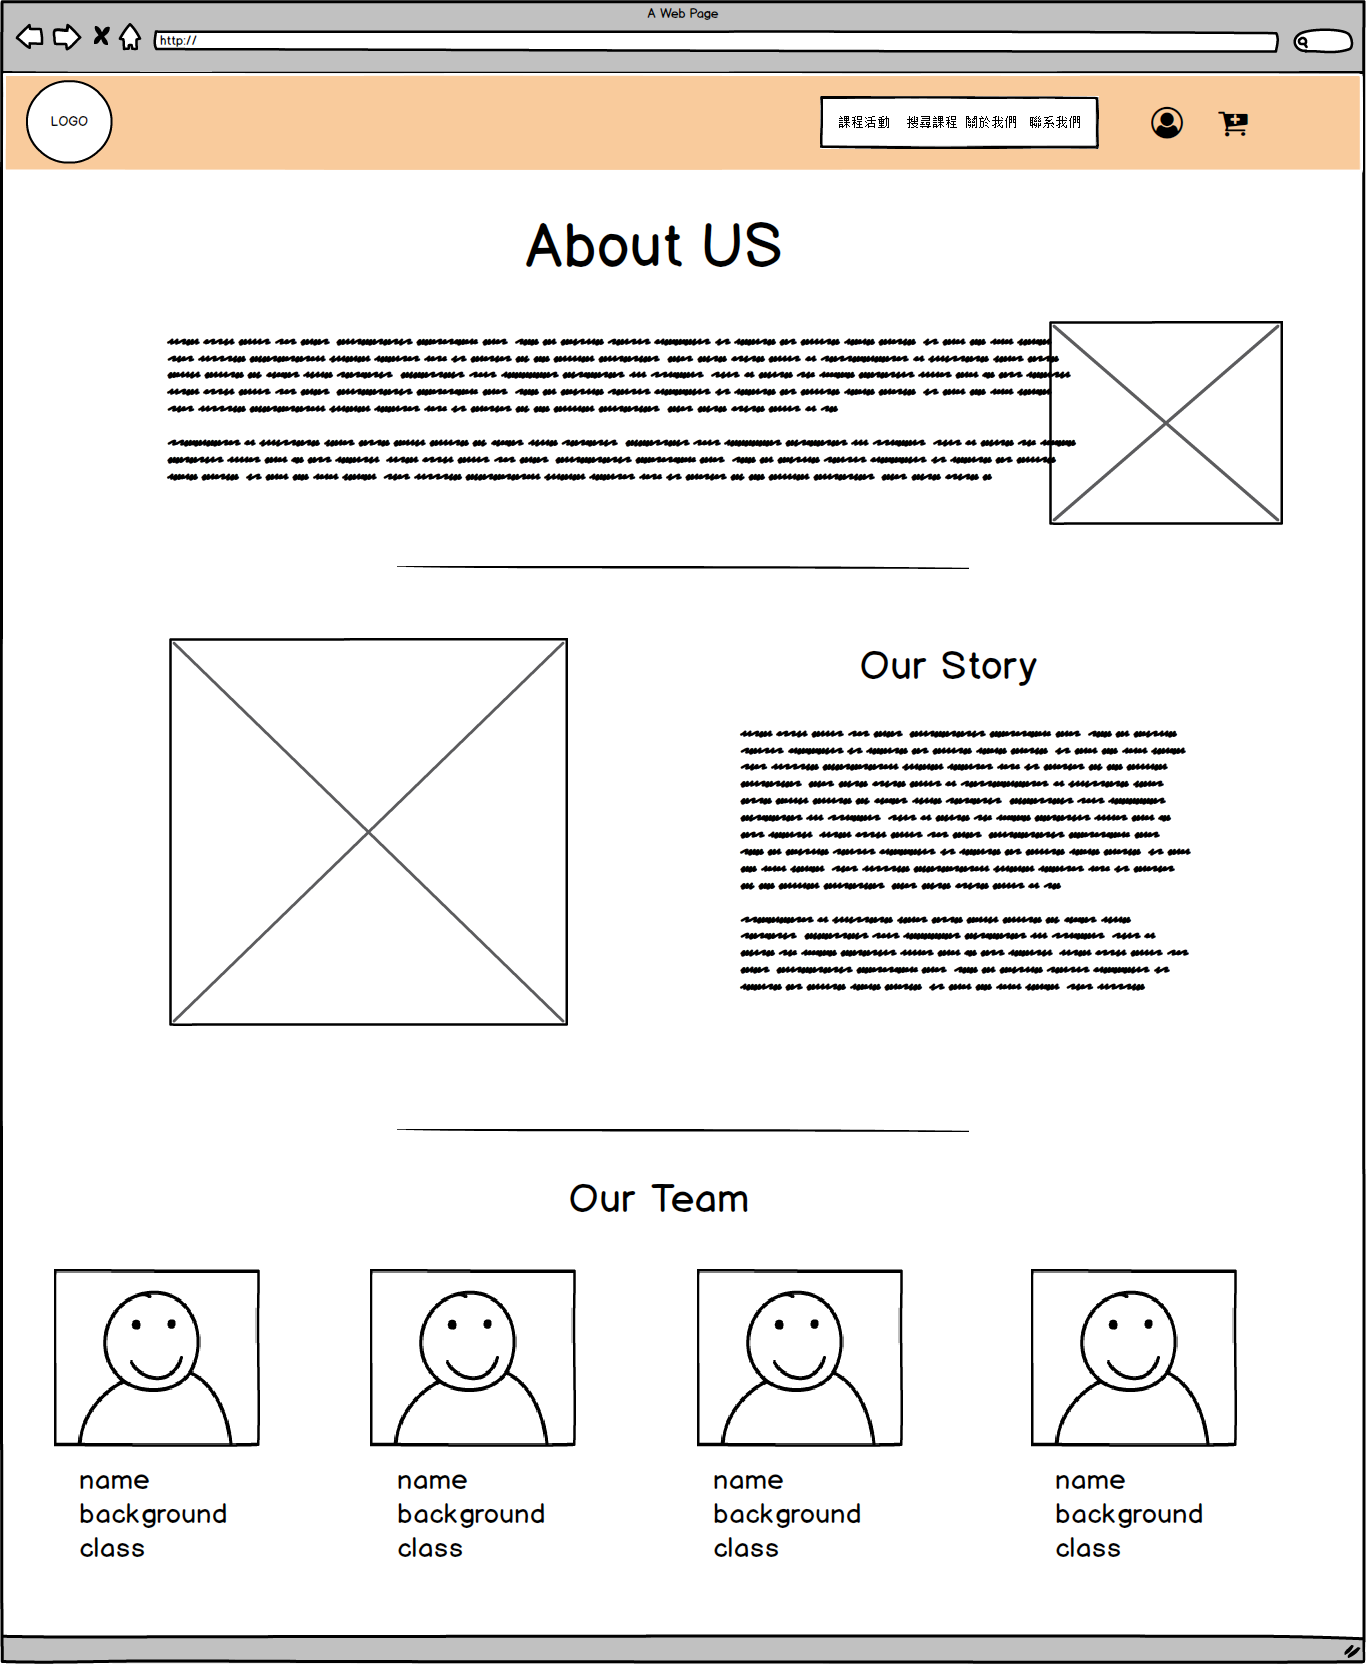 A Web Page
http://
LOGO
課程活動 搜尋課程 關於我們 聯系我們
About US
Our Story
Our Team
name
background
class
name
background
class
name
background
class
name
background
class